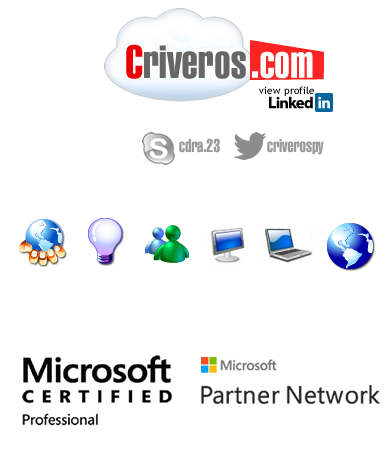 Criveros.com
view profile
Linked in
S cdra.23 criverospy
Microsoft
CERTIFIED
Professional
Microsoft
Partner Network